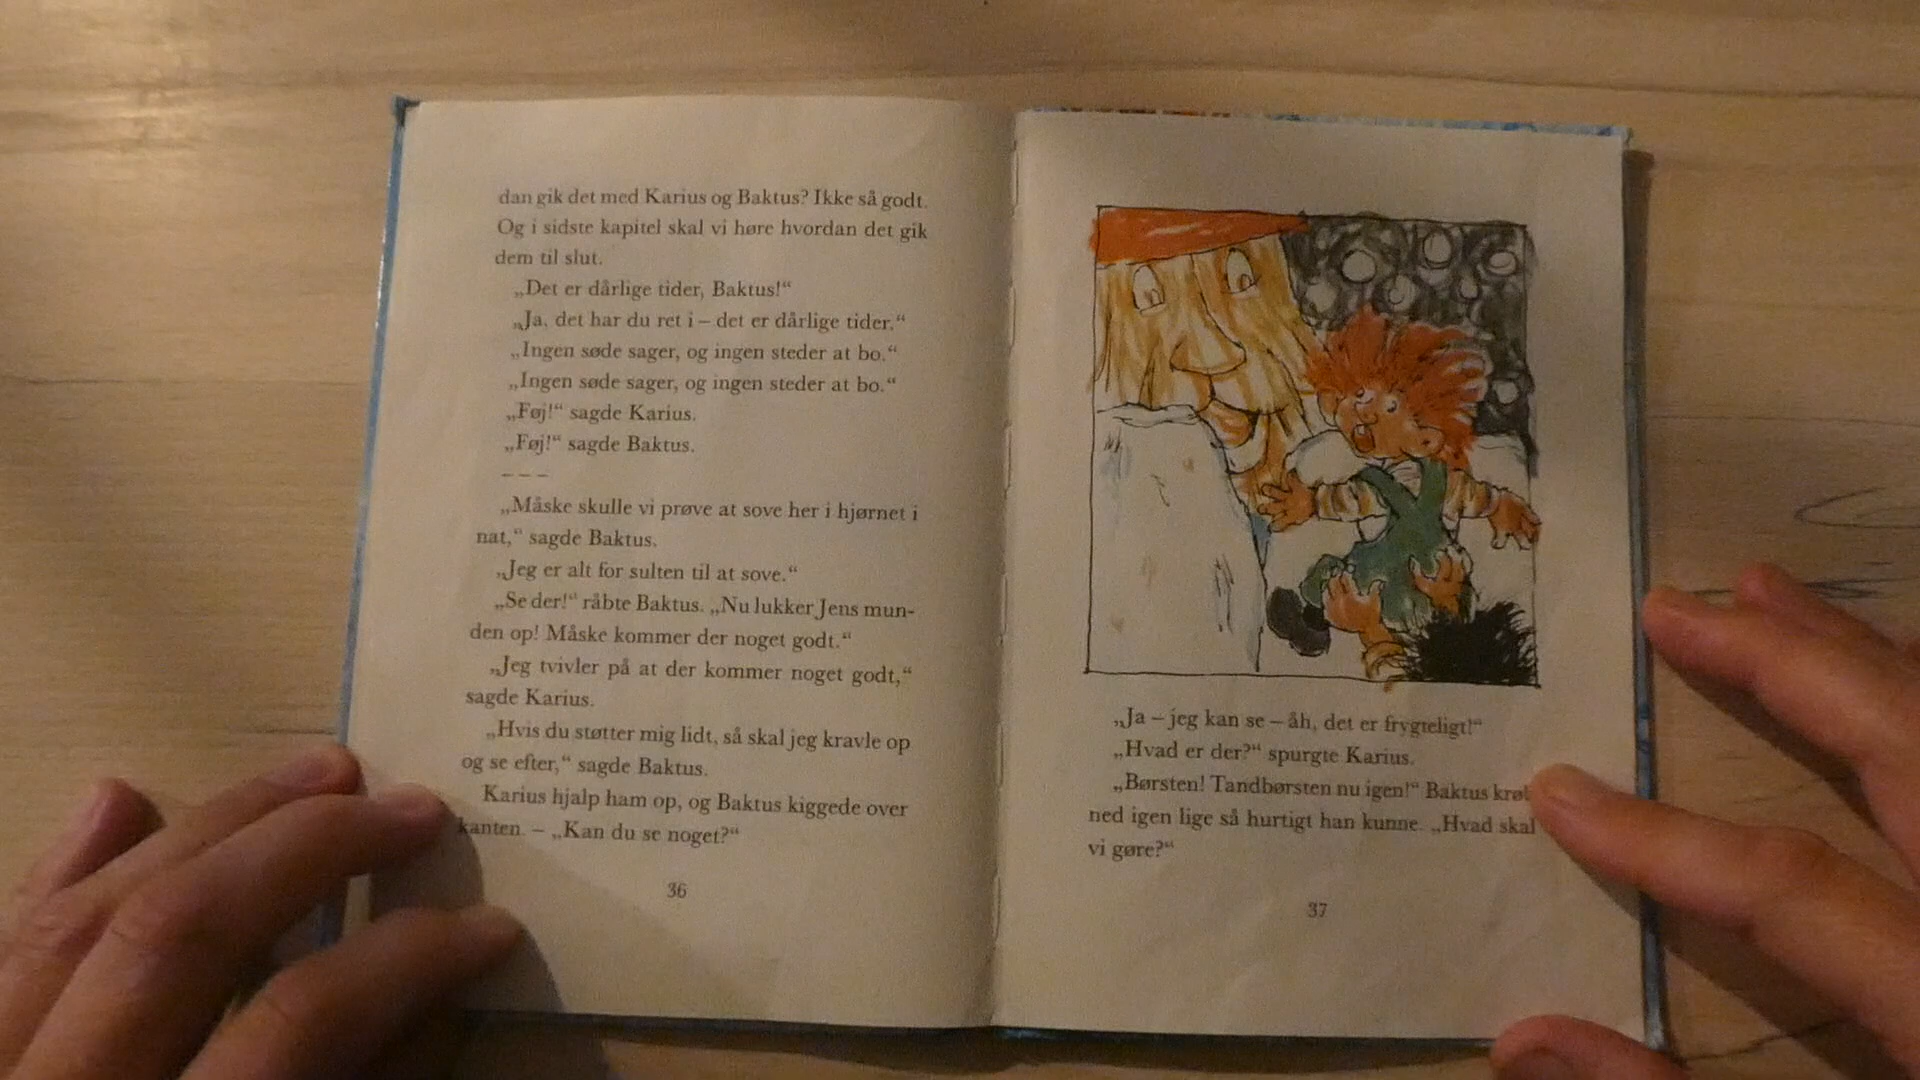 dan gik det med Karius og Baktus? Ikke så godt.
Og i sidste kapitel skal vi høre hvordan det gik
dem til slut.
„Det er dårlige tider, Baktus!“
„Ja, det har du ret i – det er dårlige tider.“
„Ingen søde sager, og ingen steder at bo.“
„Ingen søde sager, og ingen steder at bo.“
„Føj!“ sagde Karius.
„Føj!“ sagde Baktus.
– – –
„Måske skulle vi prøve at sove her i hjørnet i
nat,“ sagde Baktus.
„Jeg er alt for sulten til at sove.“
„Se der!“ råbte Baktus. „Nu lukker Jens mun-
den op! Måske kommer der noget godt.“
„Jeg tvivler på at der kommer noget godt,“
sagde Karius.
„Hvis du støtter mig lidt, så skal jeg kravle op
og se efter,“ sagde Baktus.
Karius hjalp ham op, og Baktus kiggede over
kanten. – „Kan du se noget?“
36
„Ja – jeg kan se – åh, det er frygteligt!“
„Hvad er der?“ spurgte Karius.
„Børsten! Tandbørsten nu igen!“ Baktus krøb
ned igen lige så hurtigt han kunne. „Hvad skal
vi gøre?“
37